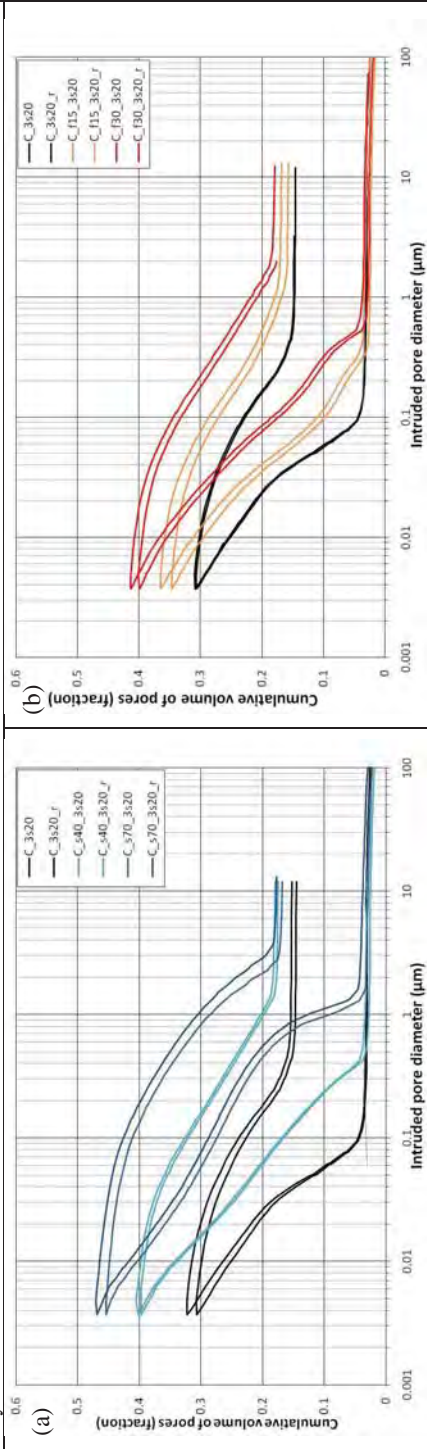 (a)
Cumulative volume of pores (fraction)
0.6
0.5
0.4
0.3
0.2
0.1
0
0.001
0.01
0.1
1
10
100
Intruded pore diameter (µm)
C_3s20
C_3s20_r
C_s40_3s20
C_s40_3s20_r
C_s70_3s20
C_s70_3s20_r
(b)
Cumulative volume of pores (fraction)
0.6
0.5
0.4
0.3
0.2
0.1
0
0.001
0.01
0.1
1
10
100
Intruded pore diameter (µm)
C_3s20
C_3s20_r
C_f15_3s20
C_f15_3s20_r
C_f30_3s20
C_f30_3s20_r